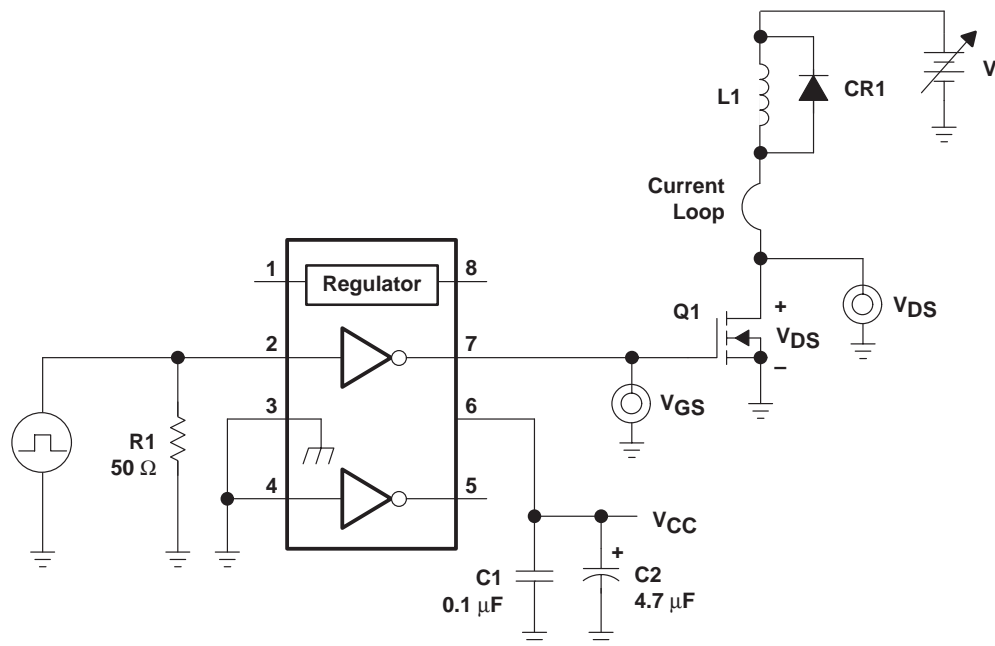 L1
CR1
V
Current
Loop
1
Regulator
8
Q1
+
VDS
–
VDS
2
7
VGS
3
6
R1
50 Ω
4
5
VCC
+
C1
0.1 μF
C2
4.7 μF